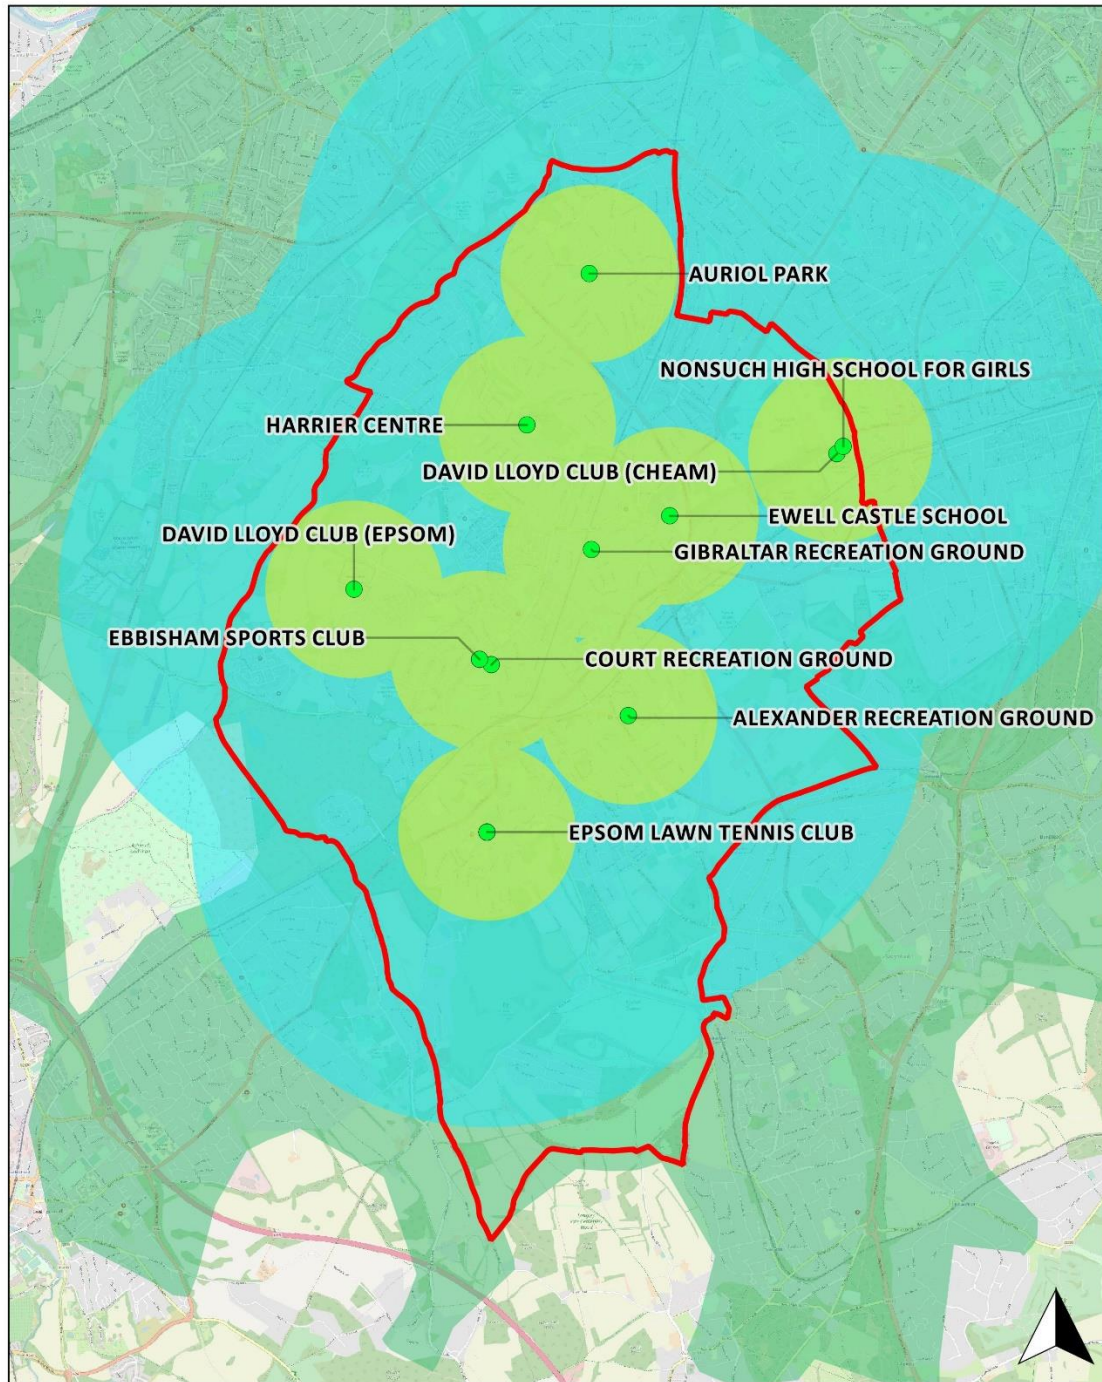 AURIOL PARK
NONSUCH HIGH SCHOOL FOR GIRLS
HARRIER CENTRE
DAVID LLOYD CLUB (CHEAM)
EWELL CASTLE SCHOOL
DAVID LLOYD CLUB (EPSOM)
GIBRALTAR RECREATION GROUND
EBBISHAM SPORTS CLUB
COURT RECREATION GROUND
ALEXANDER RECREATION GROUND
EPSOM LAWN TENNIS CLUB